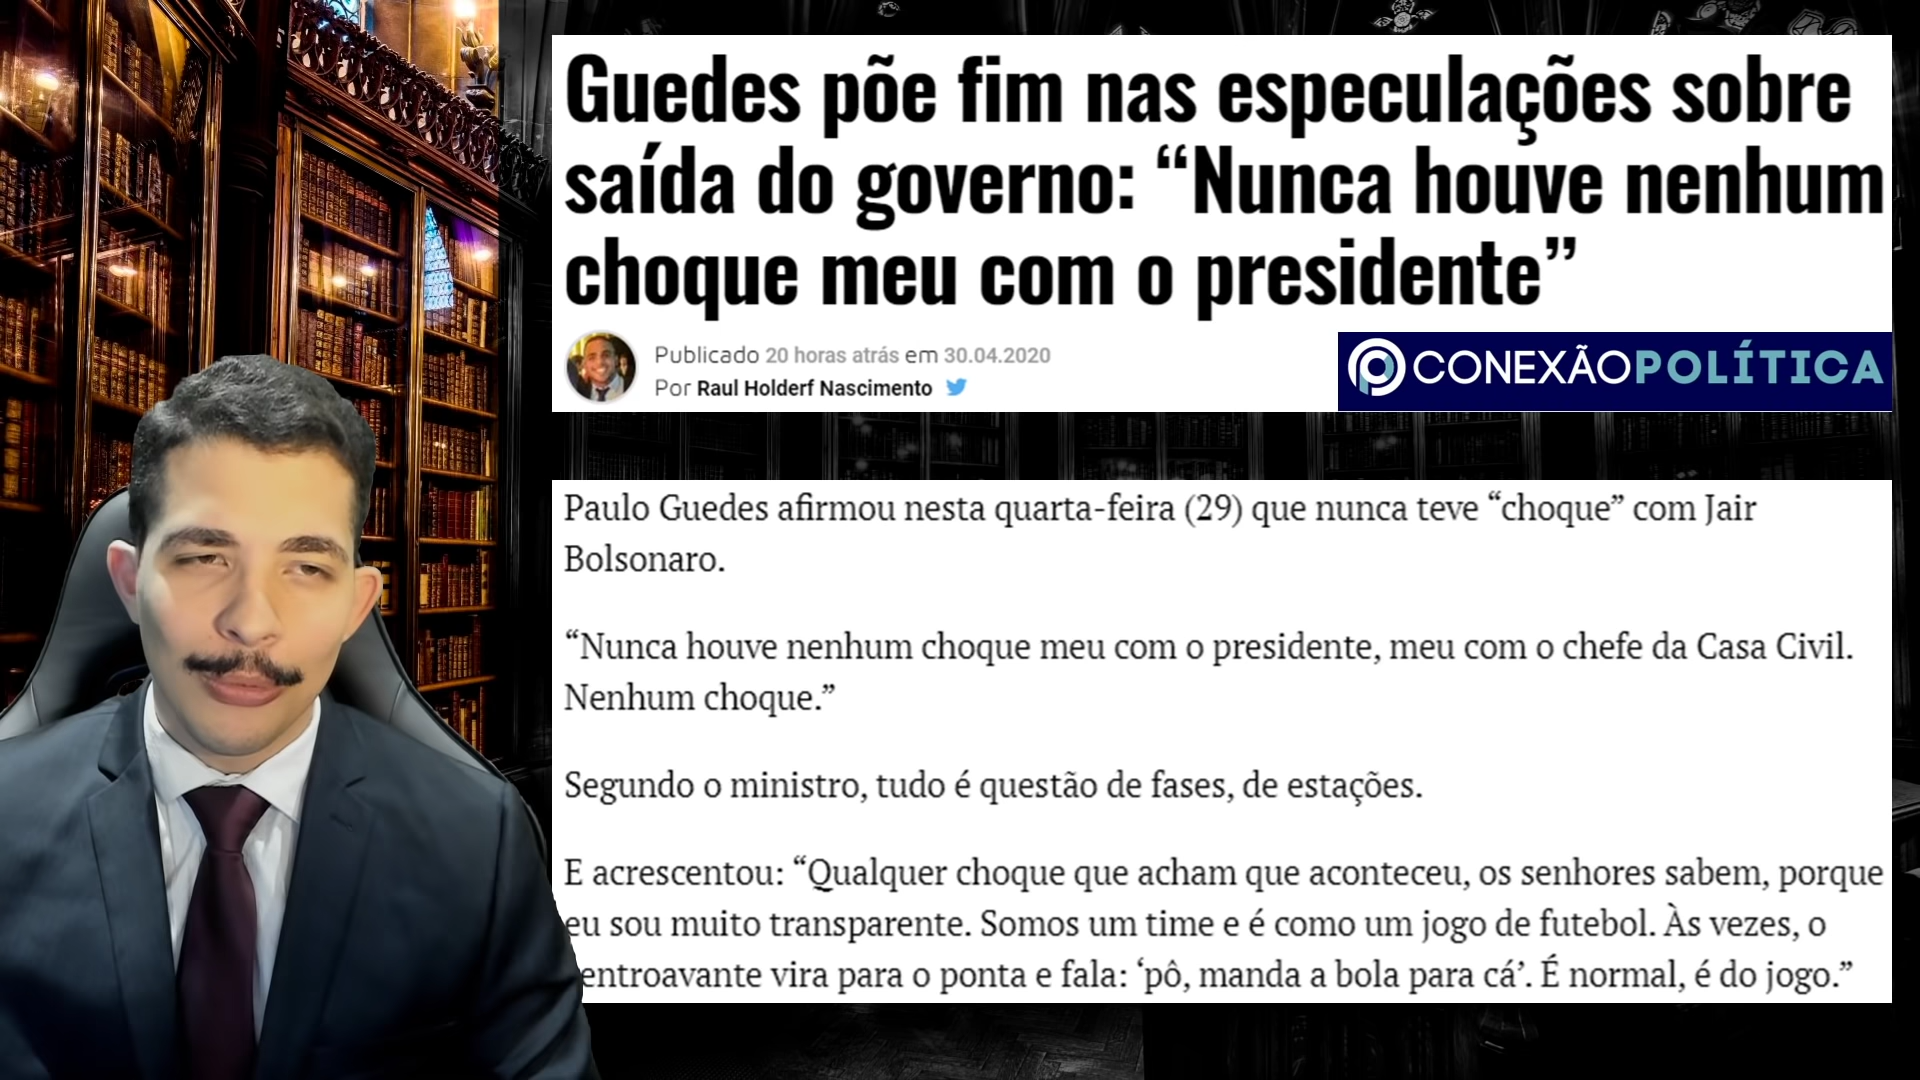 Guedes põe fim nas especulações sobre
saída do governo: “Nunca houve nenhum
choque meu com o presidente”
Publicado 20 horas atrás em 30.04.2020
Por Raul Holderf Nascimento
CONEXÃOPOLÍTICA
Paulo Guedes afirmou nesta quarta-feira (29) que nunca teve “choque” com Jair
Bolsonaro.
“Nunca houve nenhum choque meu com o presidente, meu com o chefe da Casa Civil.
Nenhum choque.”
Segundo o ministro, tudo é questão de fases, de estações.
E acrescentou: “Qualquer choque que acham que aconteceu, os senhores sabem, porque
eu sou muito transparente. Somos um time e é como um jogo de futebol. Às vezes, o
entroavante vira para o ponta e fala: ‘pô, manda a bola para cá’. É normal, é do jogo.”